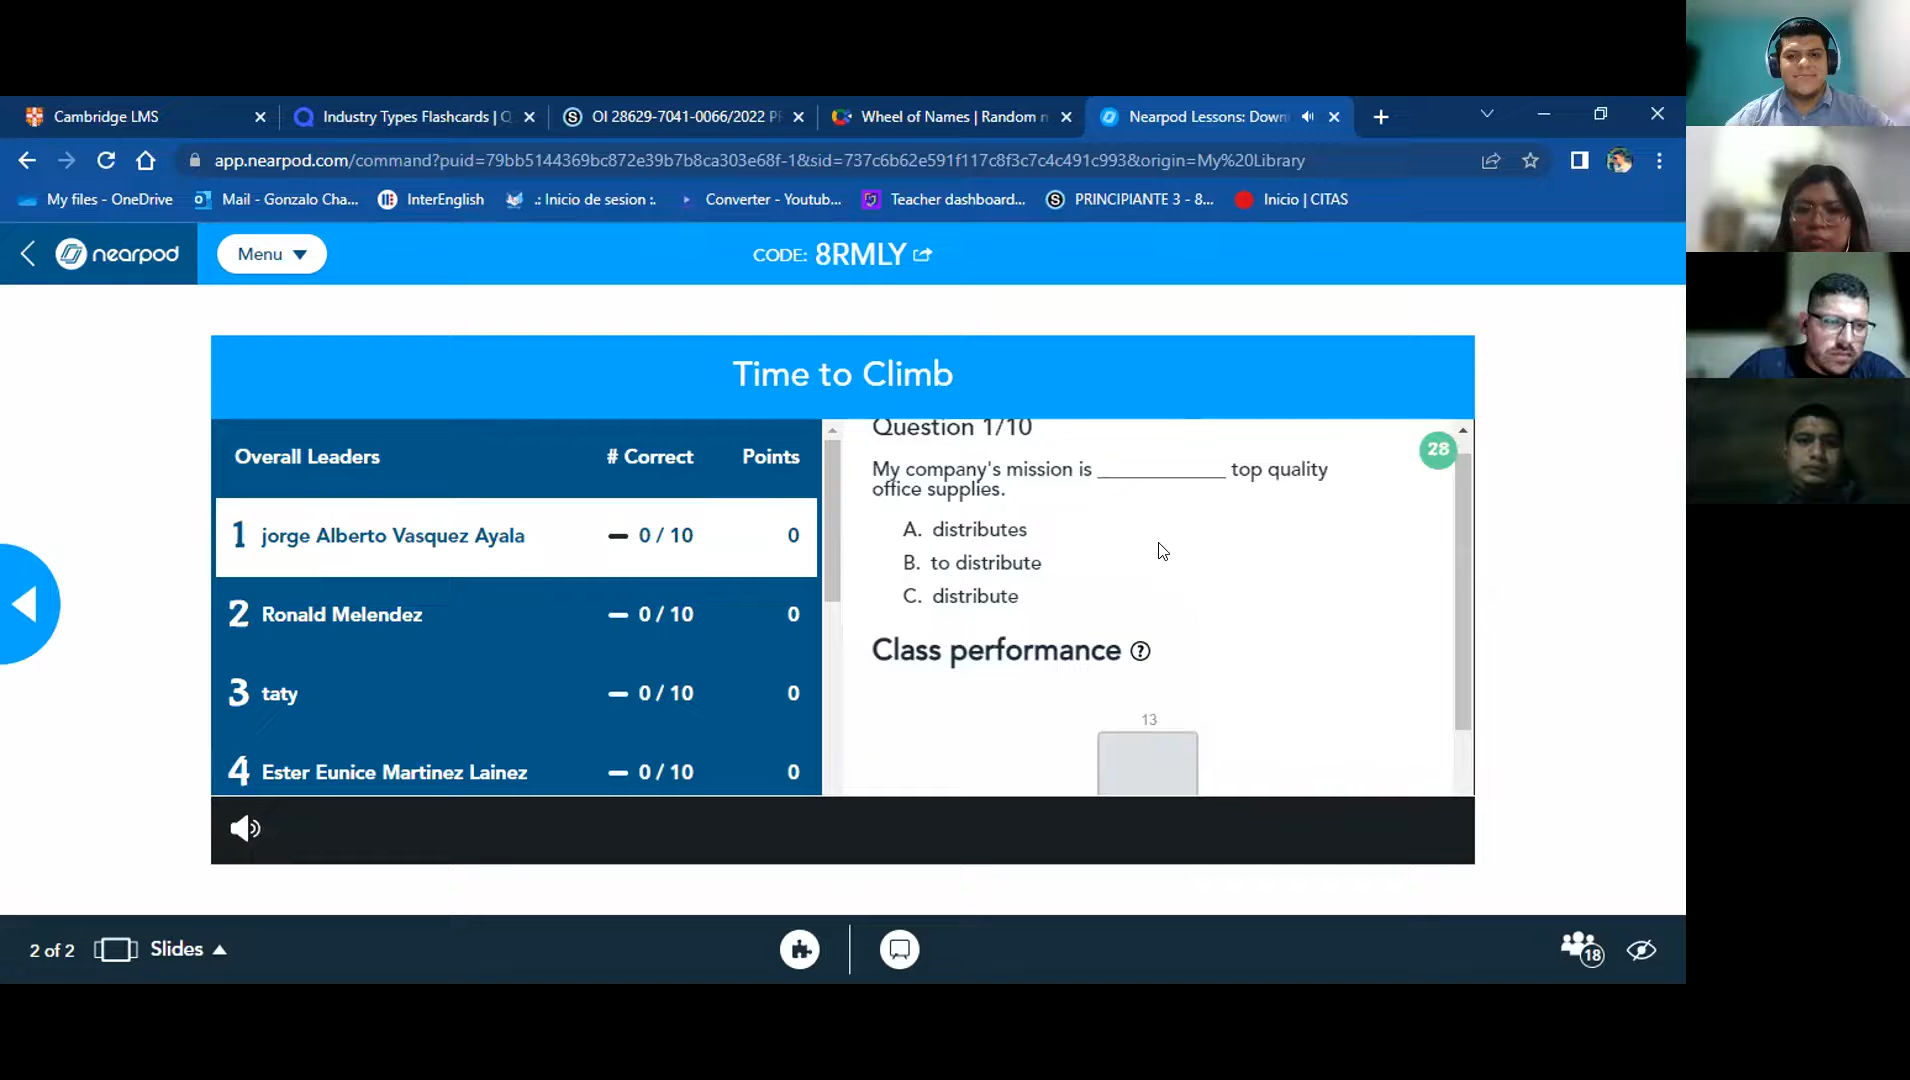 Cambridge LMS
Industry Types Flashcards | Q
OI 28629-7041-0066/2022 PR
Wheel of Names | Random n
Nearpod Lessons: Down
app.nearpod.com/command?puid=79bb5144369bc872e39b7b8ca303e68f-1&sid=737c6b62e591f117c8f3c7c4c491c993&origin=My%20Library
My files - OneDrive
Mail - Gonzalo Cha...
InterEnglish
.: Inicio de sesion :.
Converter - Youtub...
Teacher dashboard...
PRINCIPIANTE 3 - 8...
Inicio | CITAS
nearpod
Menu
CODE: 8RMLY
Time to Climb
Overall Leaders # Correct Points
1 jorge Alberto Vasquez Ayala 0 / 10 0
2 Ronald Melendez 0 / 10 0
3 taty 0 / 10 0
4 Ester Eunice Martinez Lainez 0 / 10 0
Question 1/10
28
My company's mission is ____________ top quality
office supplies.
A. distributes
B. to distribute
C. distribute
Class performance ?
13
2 of 2 Slides
18